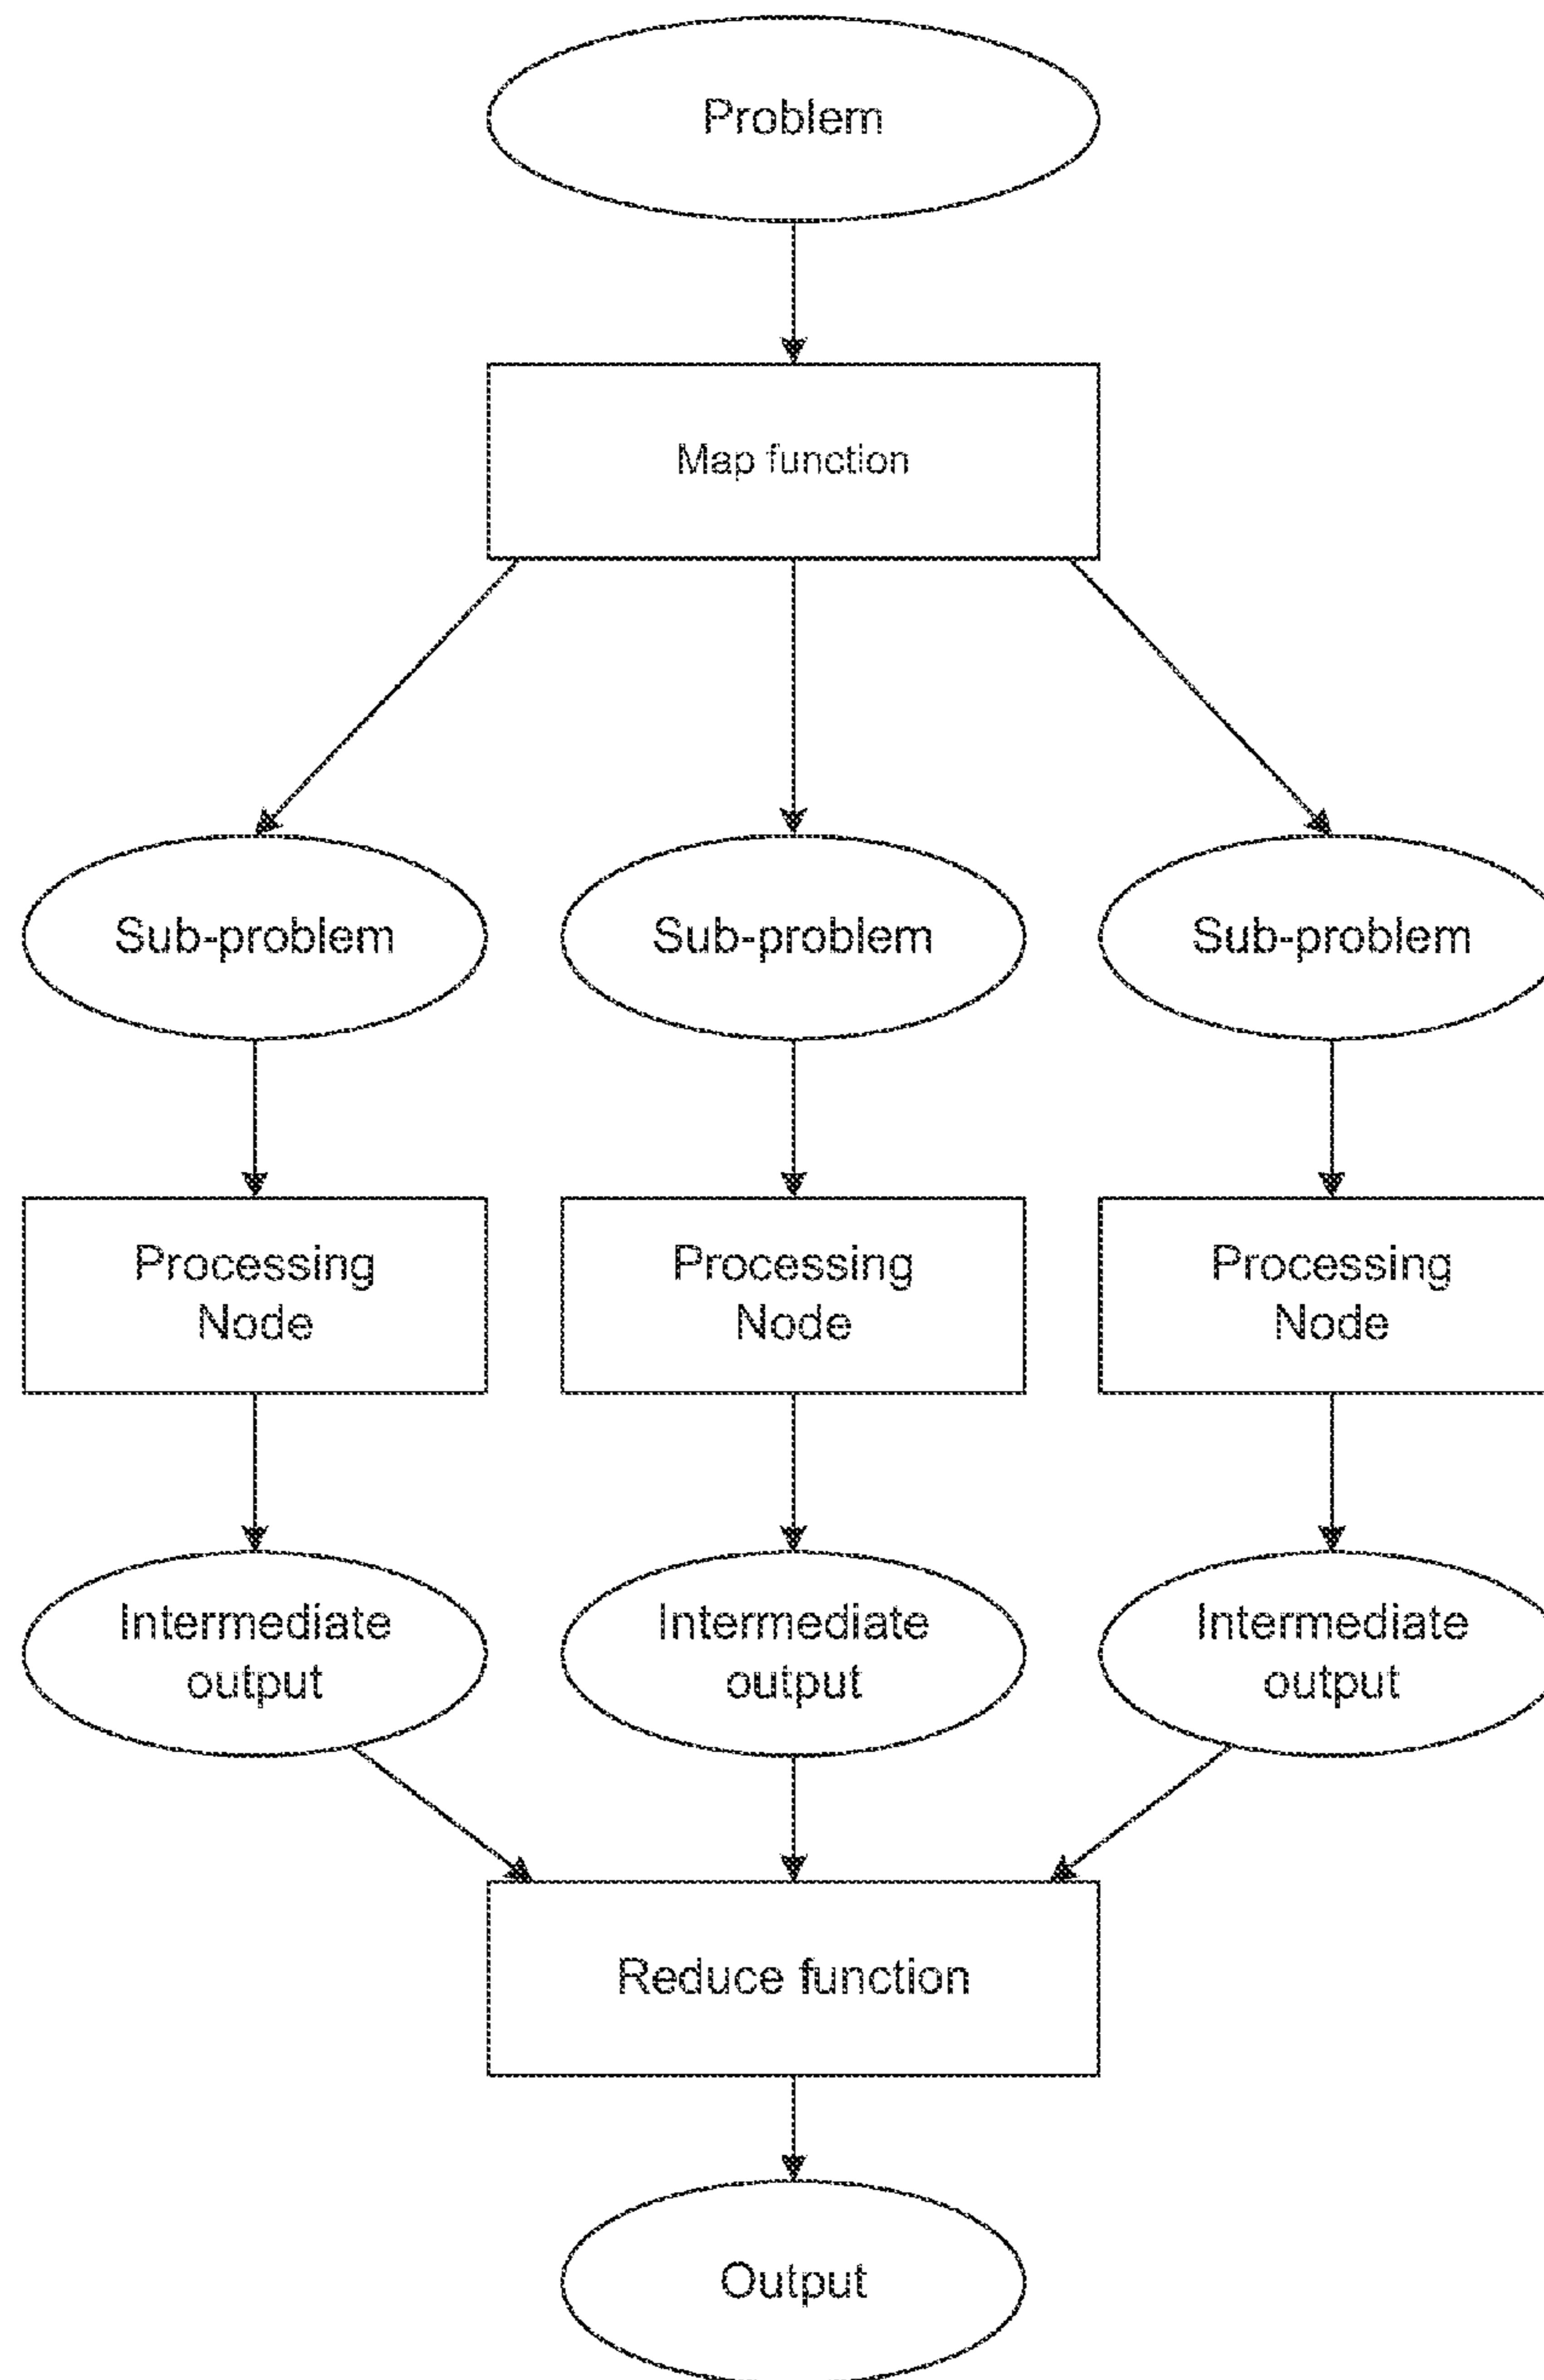 Problem
Map function
Sub-problem
Sub-problem
Sub-problem
Processing
Node
Processing
Node
Processing
Node
Intermediate
output
Intermediate
output
Intermediate
output
Reduce function
Output